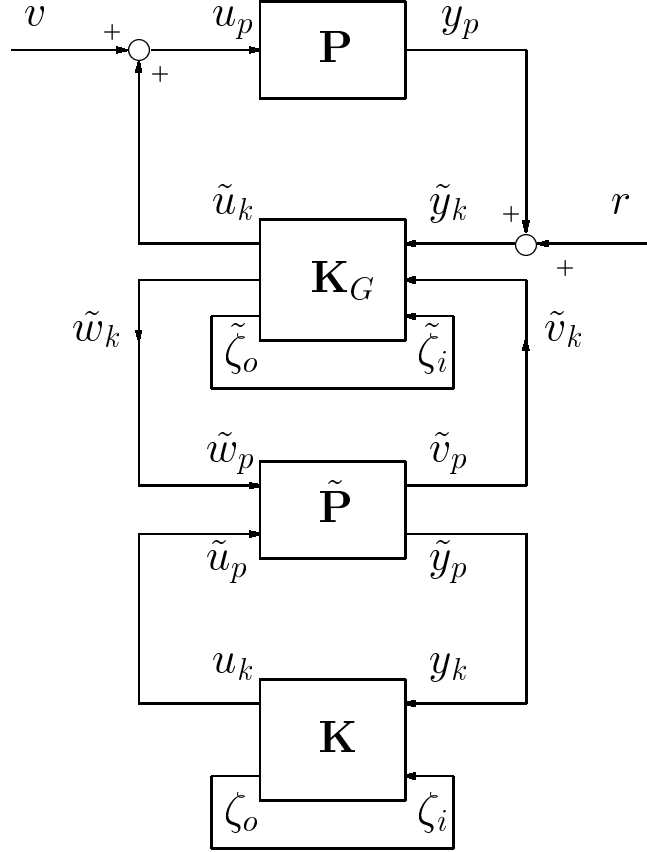 v + u_p P y_p
+
ũ_k ỹ_k + r
K_G +
w̃_k ζ̃_o ζ̃_i ṽ_k
w̃_p P̃ ṽ_p
ũ_p ỹ_p
u_k K y_k
ζ_o ζ_i